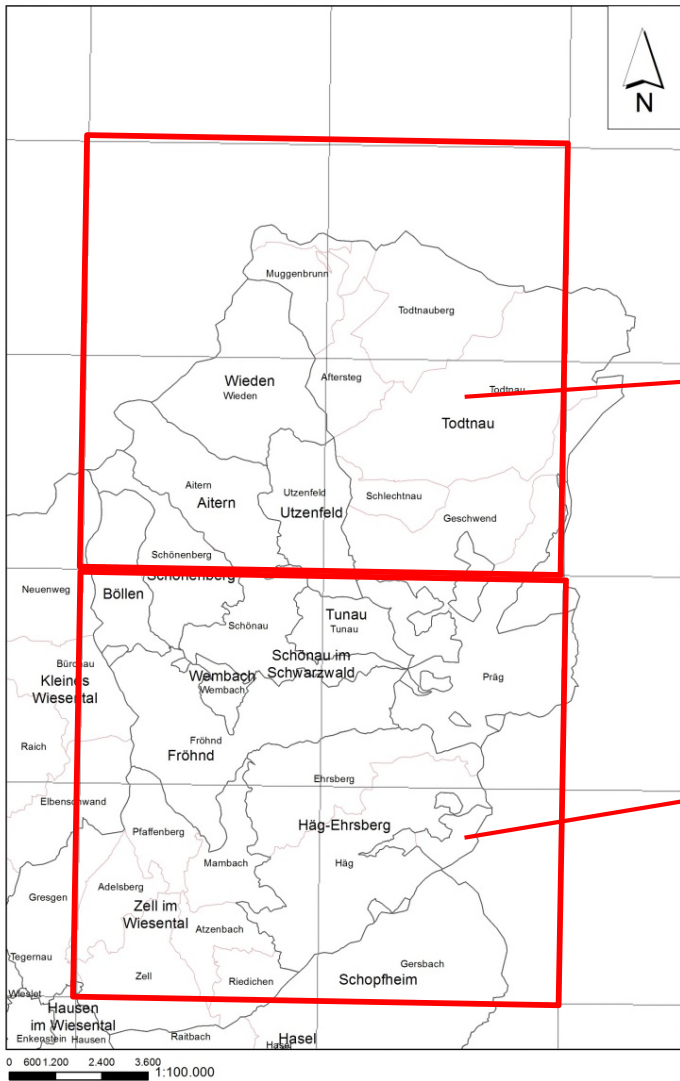 N
Muggenbrunn
Todtnauberg
Wieden
Wieden
Aftersteg
Todtnau
Todtnau
Aitern
Aitern
Utzenfeld
Utzenfeld
Schlechtnau
Geschwend
Schönenberg
Schönenberg
Neuenweg
Böllen
Schönau
Tunau
Tunau
Schönau im
Schwarzwald
Bürchau
Kleines
Wiesental
Wembach
Wembach
Präg
Raich
Fröhnd
Fröhnd
Ehrsberg
Elbenschwand
Häg-Ehrsberg
Pfaffenberg
Mambach
Häg
Gresgen
Adelsberg
Zell im
Wiesental
Atzenbach
Tegernau
Zell
Riedichen
Gersbach
Schopfheim
Wieslet
Hausen
im Wiesental
Enkenstein
Hausen
Raitbach
Hasel
Hasel
0 600 1.200 2.400 3.600
1:100.000